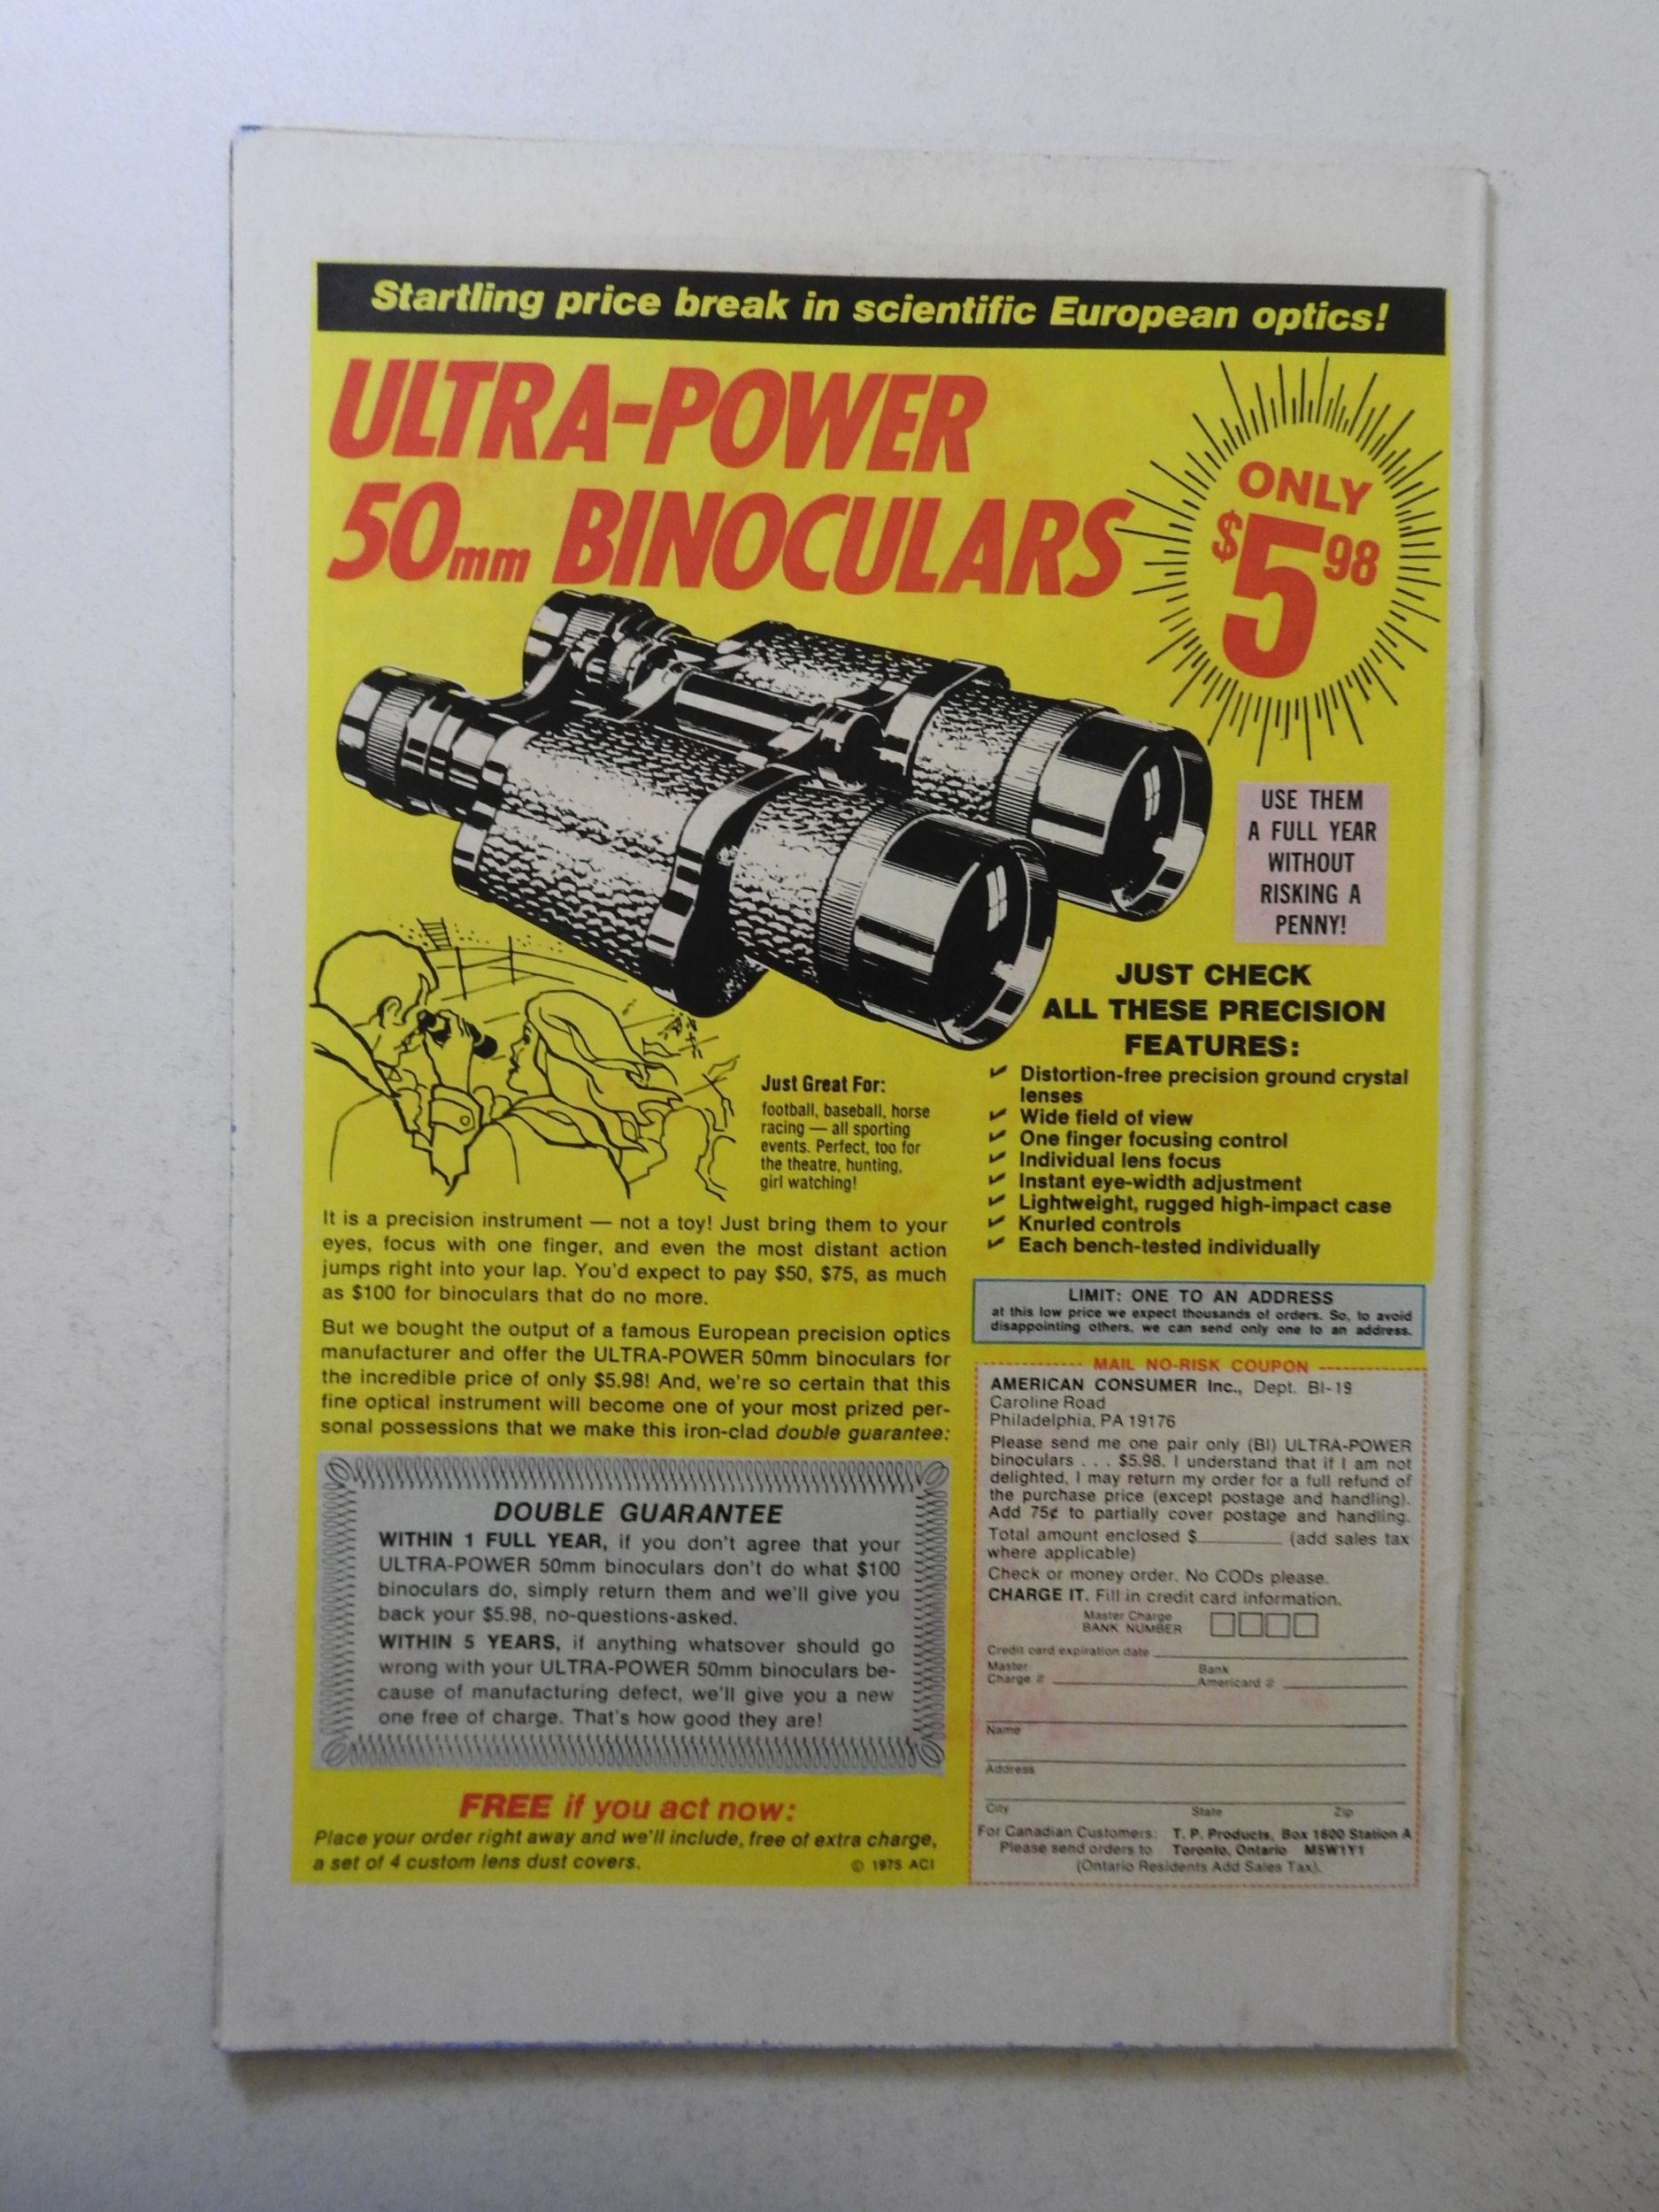 Startling price break in scientific European optics!
ULTRA-POWER
50mm BINOCULARS
ONLY
$5.98
USE THEM
A FULL YEAR
WITHOUT
RISKING A
PENNY!
JUST CHECK
ALL THESE PRECISION
FEATURES:
✔ Distortion-free precision ground crystal
lenses
✔ Wide field of view
✔ One finger focusing control
✔ Individual lens focus
✔ Instant eye-width adjustment
✔ Lightweight, rugged high-impact case
✔ Knurled controls
✔ Each bench-tested individually
Just Great For:
football, baseball, horse
racing — all sporting
events. Perfect, too for
the theatre, hunting,
girl watching!
It is a precision instrument — not a toy! Just bring them to your
eyes, focus with one finger, and even the most distant action
jumps right into your lap. You'd expect to pay $50, $75, as much
as $100 for binoculars that do no more.
But we bought the output of a famous European precision optics
manufacturer and offer the ULTRA-POWER 50mm binoculars for
the incredible price of only $5.98! And, we're so certain that this
fine optical instrument will become one of your most prized per-
sonal possessions that we make this iron-clad double guarantee:
DOUBLE GUARANTEE
WITHIN 1 FULL YEAR, if you don't agree that your
ULTRA-POWER 50mm binoculars don't do what $100
binoculars do, simply return them and we'll give you
back your $5.98, no-questions-asked.
WITHIN 5 YEARS, if anything whatsover should go
wrong with your ULTRA-POWER 50mm binoculars be-
cause of manufacturing defect, we'll give you a new
one free of charge. That's how good they are!
FREE if you act now:
Place your order right away and we'll include, free of extra charge,
a set of 4 custom lens dust covers.
© 1975 ACI
LIMIT: ONE TO AN ADDRESS
at this low price we expect thousands of orders. So, to avoid
disappointing others, we can send only one to an address.
MAIL NO-RISK COUPON
AMERICAN CONSUMER Inc., Dept. BI-19
Caroline Road
Philadelphia, PA 19176
Please send me one pair only (BI) ULTRA-POWER
binoculars . . . $5.98. I understand that if I am not
delighted, I may return my order for a full refund of
the purchase price (except postage and handling).
Add 75¢ to partially cover postage and handling.
Total amount enclosed $________ (add sales tax
where applicable)
Check or money order. No CODs please.
CHARGE IT. Fill in credit card information.
Master Charge
BANK NUMBER
Credit card expiration date
Master Charge #
Bank Americard #
Name
Address
City State Zip
For Canadian Customers: T. P. Products, Box 1600 Station A
Please send orders to Toronto, Ontario M5W1Y1
(Ontario Residents Add Sales Tax).